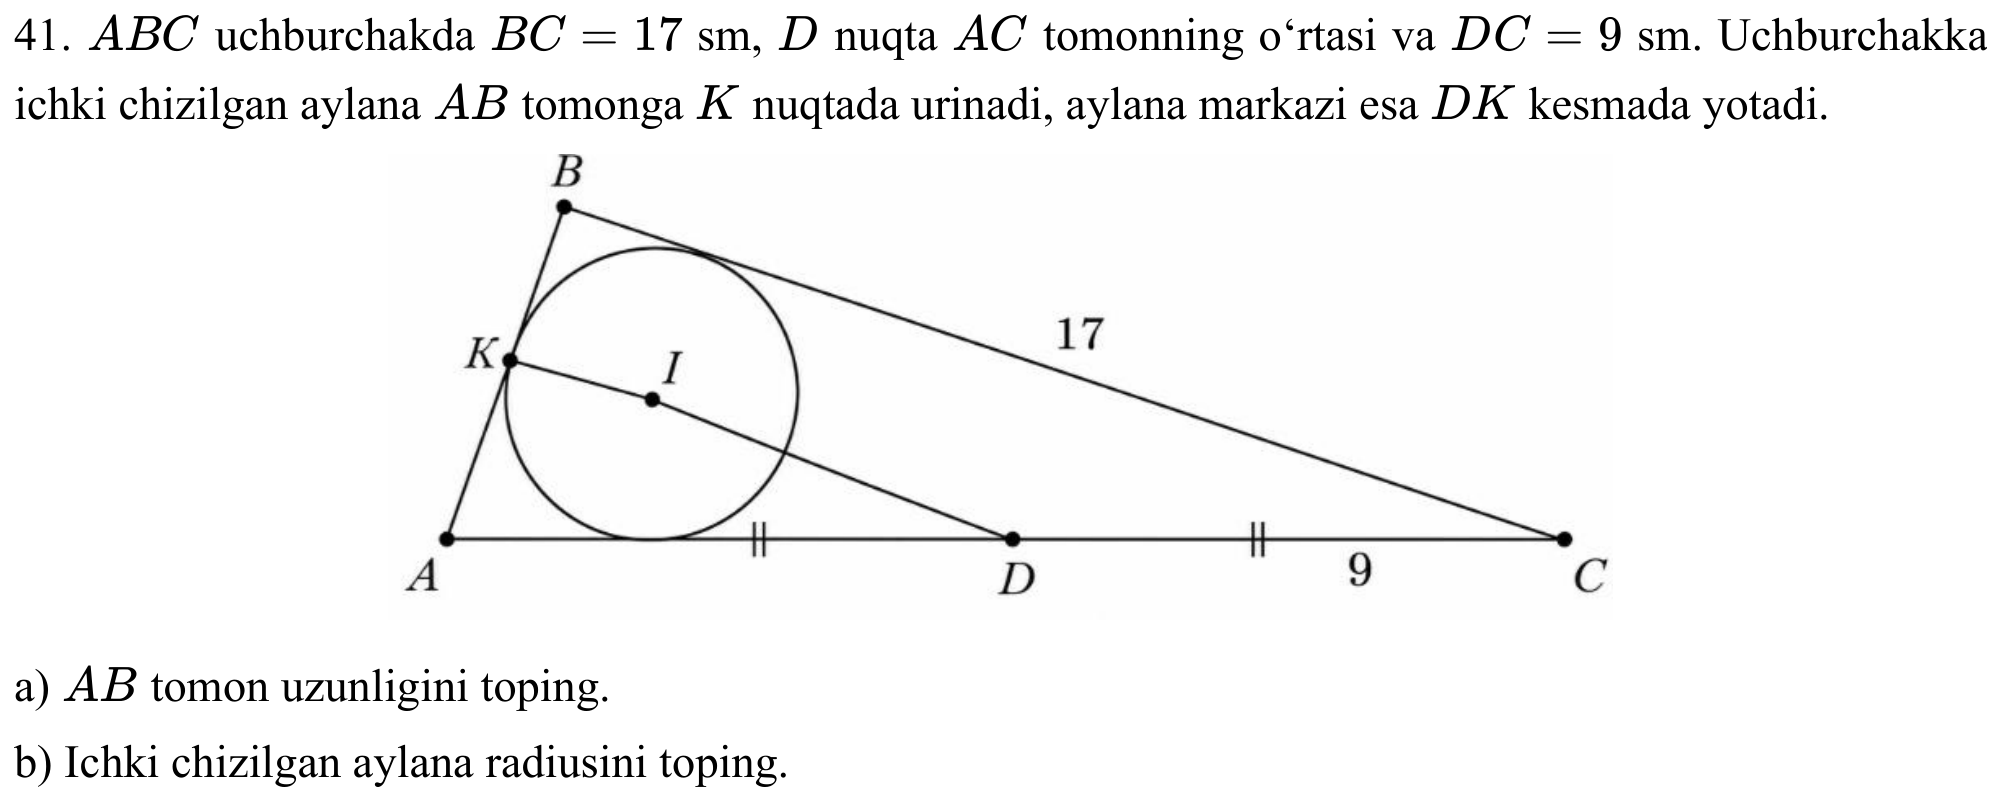 41. ABC uchburchakda BC = 17 sm, D nuqta AC tomonning o‘rtasi va DC = 9 sm. Uchburchakka
ichki chizilgan aylana AB tomonga K nuqtada urinadi, aylana markazi esa DK kesmada yotadi.
B
17
K
I
A
D
9
C
a) AB tomon uzunligini toping.
b) Ichki chizilgan aylana radiusini toping.